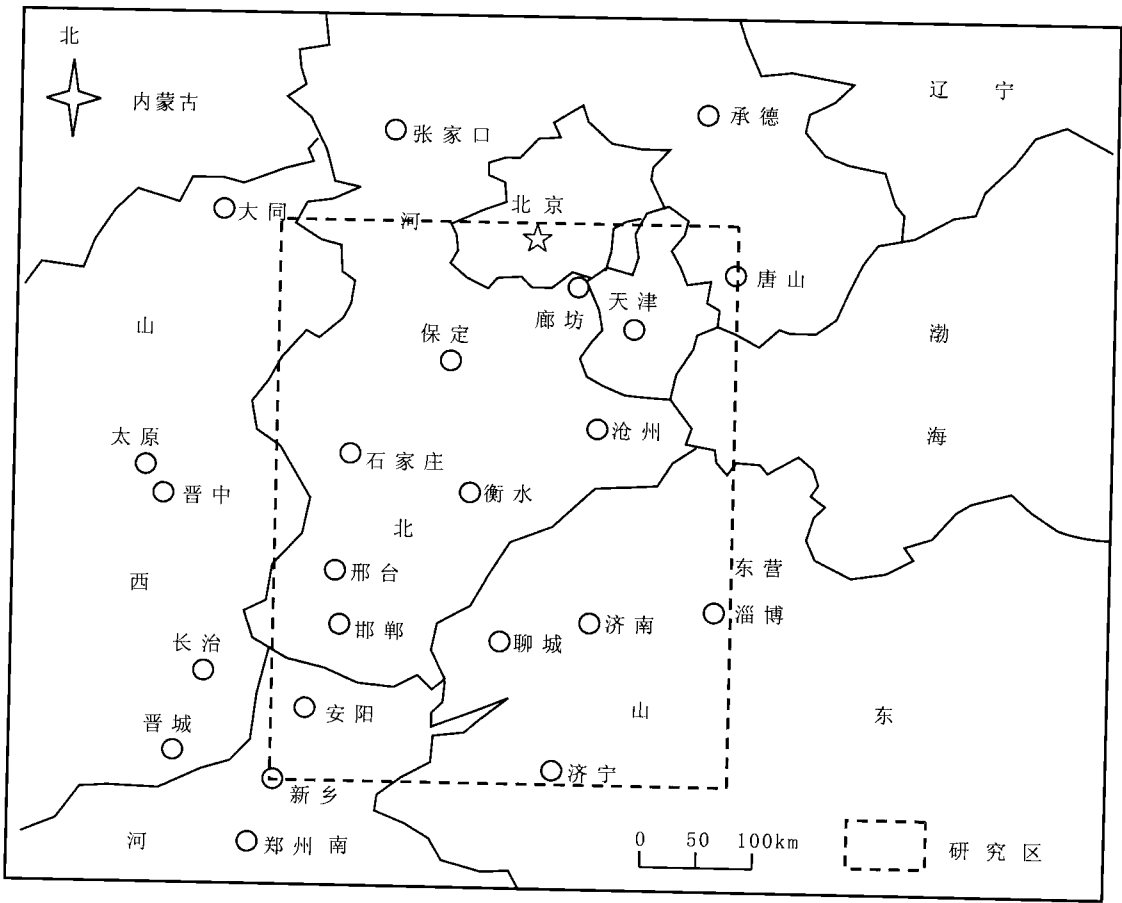 北
内蒙古
辽宁
张家口
承德
大同
北京
河
唐山
天津
廊坊
山
保定
渤
海
太原
沧州
石家庄
晋中
衡水
北
西
邢台
东营
淄博
邯郸
济南
聊城
长治
安阳
山
东
晋城
济宁
新乡
河
郑州南
0 50 100km
研究区